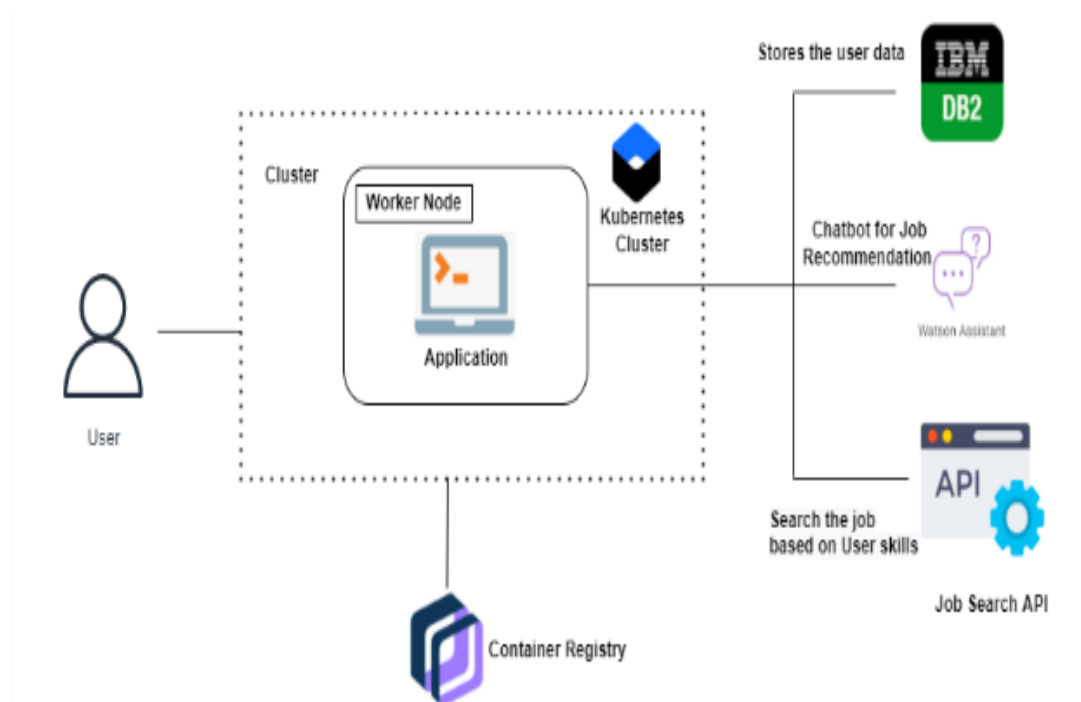 Stores the user data
IBM
DB2
Cluster
Worker Node
Kubernetes
Cluster
Application
Chatbot for Job
Recommendation
?
Watson Assistant
User
API
Search the job
based on User skills
Job Search API
Container Registry